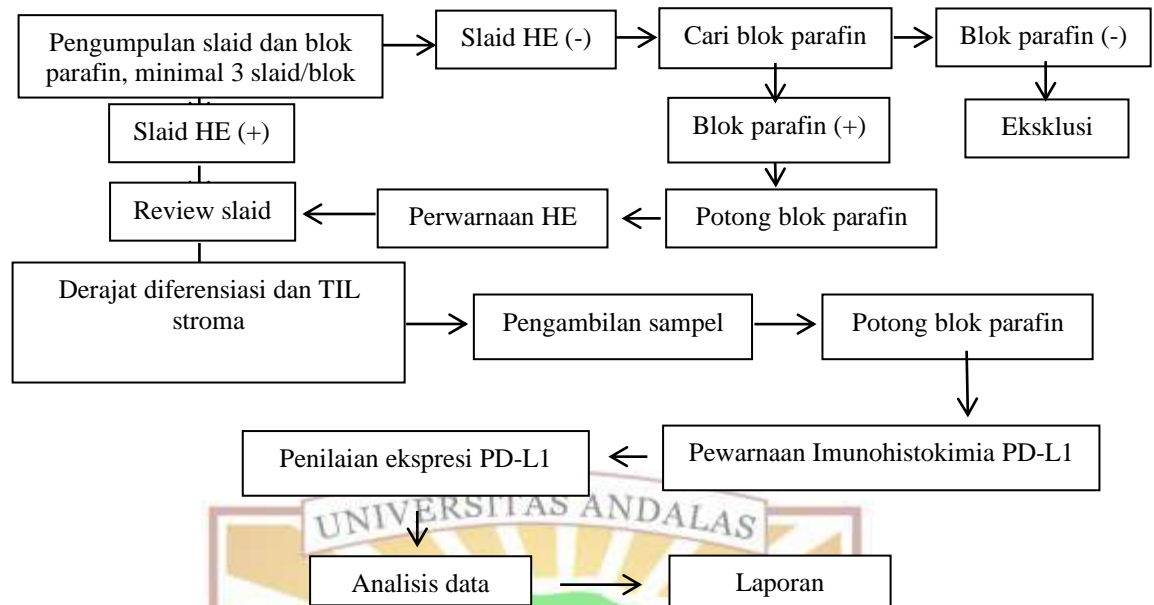 Pengumpulan slaid dan blok
parafin, minimal 3 slaid/blok
Slaid HE (-)
Cari blok parafin
Blok parafin (-)
Slaid HE (+)
Blok parafin (+)
Eksklusi
Review slaid
Perwarnaan HE
Potong blok parafin
Derajat diferensiasi dan TIL
stroma
Pengambilan sampel
Potong blok parafin
Penilaian ekspresi PD-L1
Pewarnaan Imunohistokimia PD-L1
UNIVERSITAS ANDALAS
Analisis data
Laporan